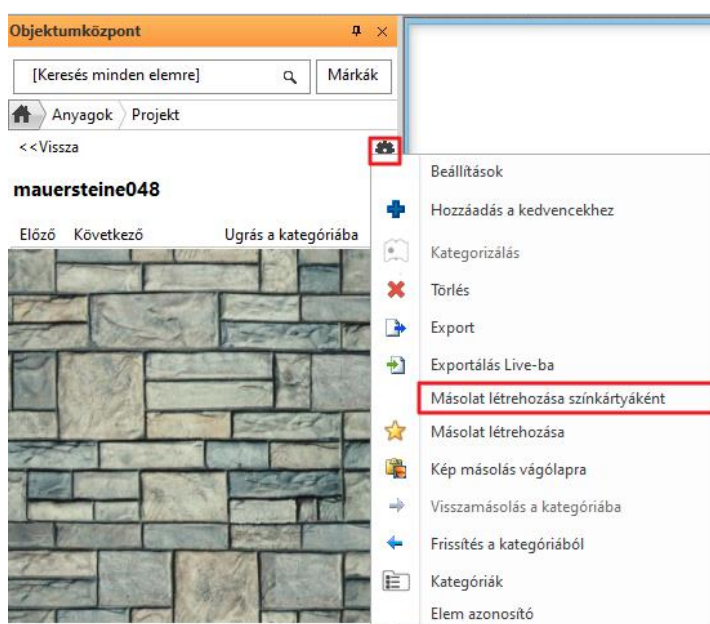 Objektumközpont
[Keresés minden elemre]
Márkák
Anyagok
Projekt
<<Vissza
mauersteine048
Előző Következő Ugrás a kategóriába
Beállítások
Hozzáadás a kedvencekhez
Kategorizálás
Törlés
Export
Exportálás Live-ba
Másolat létrehozása színkártyáként
Másolat létrehozása
Kép másolás vágólapra
Visszamásolás a kategóriába
Frissítés a kategóriából
Kategóriák
Elem azonosító